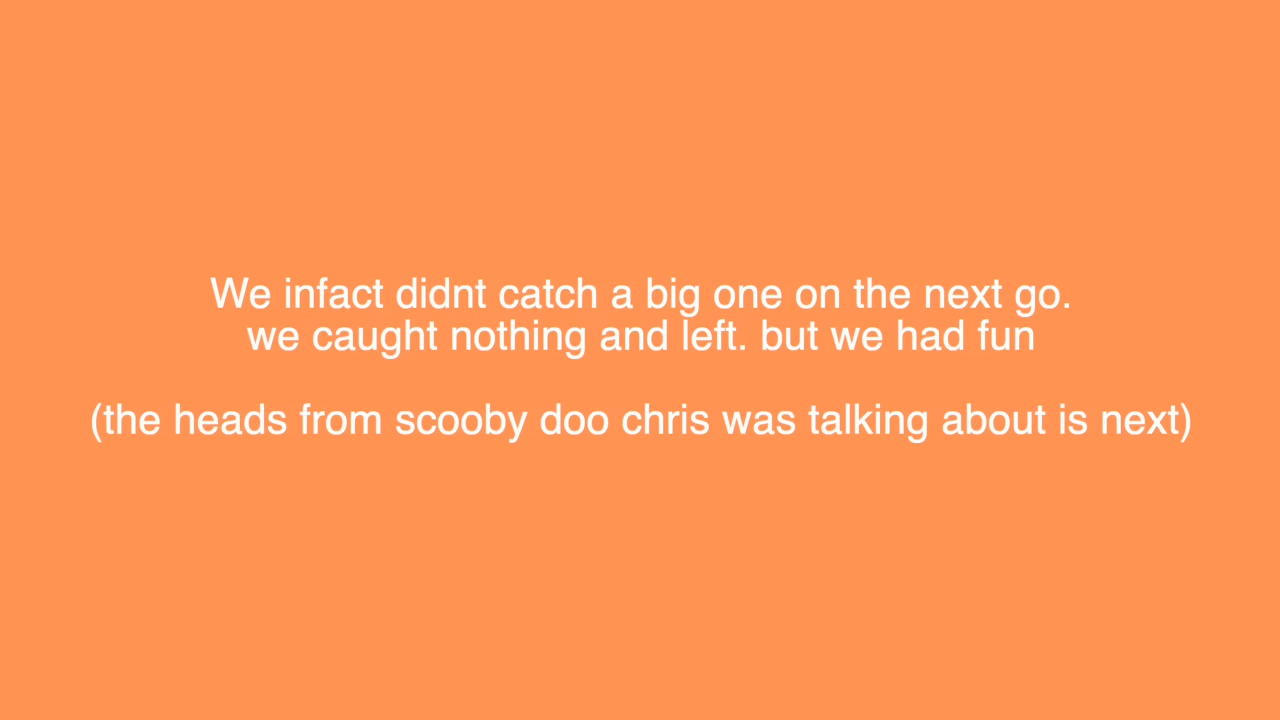 We infact didnt catch a big one on the next go.
we caught nothing and left. but we had fun
(the heads from scooby doo chris was talking about is next)